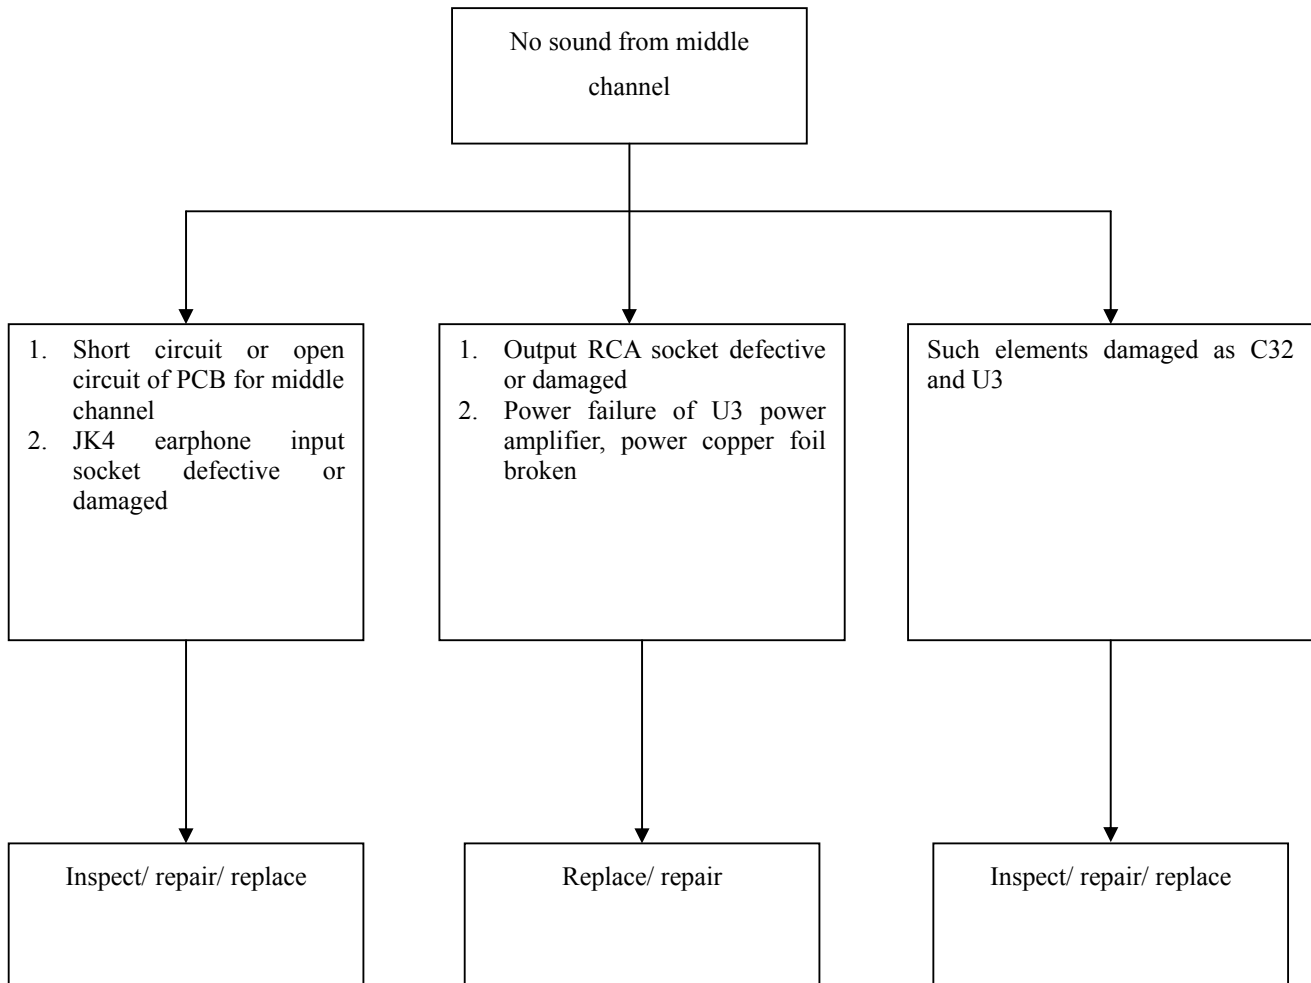 No sound from middle
channel
1. Short circuit or open
circuit of PCB for middle
channel
2. JK4 earphone input
socket defective or
damaged
1. Output RCA socket defective
or damaged
2. Power failure of U3 power
amplifier, power copper foil
broken
Such elements damaged as C32
and U3
Inspect/ repair/ replace
Replace/ repair
Inspect/ repair/ replace